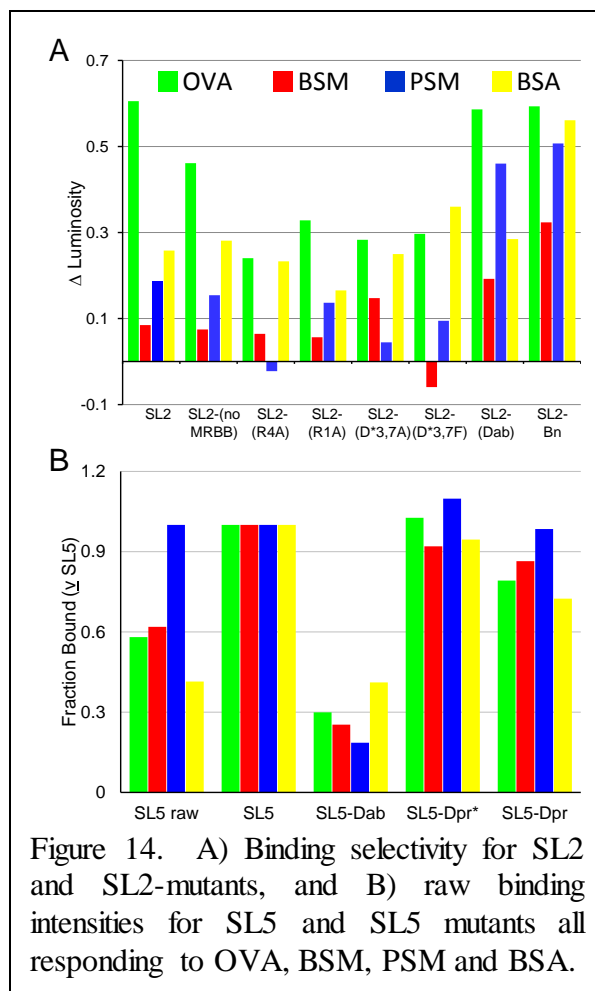 A
0.7
OVA BSM PSM BSA
0.5
0.3
0.1
-0.1
Δ Luminosity
SL2 SL2-(no MRBB) SL2-(R4A) SL2-(R1A) SL2-(D*3,7A) SL2-(D*3,7F) SL2-(Dab) SL2-Bn
B
1.2
0.9
0.6
0.3
0
Fraction Bound (v SL5)
SL5 raw SL5 SL5-Dab SL5-Dpr* SL5-Dpr
Figure 14. A) Binding selectivity for SL2
and SL2-mutants, and B) raw binding
intensities for SL5 and SL5 mutants all
responding to OVA, BSM, PSM and BSA.